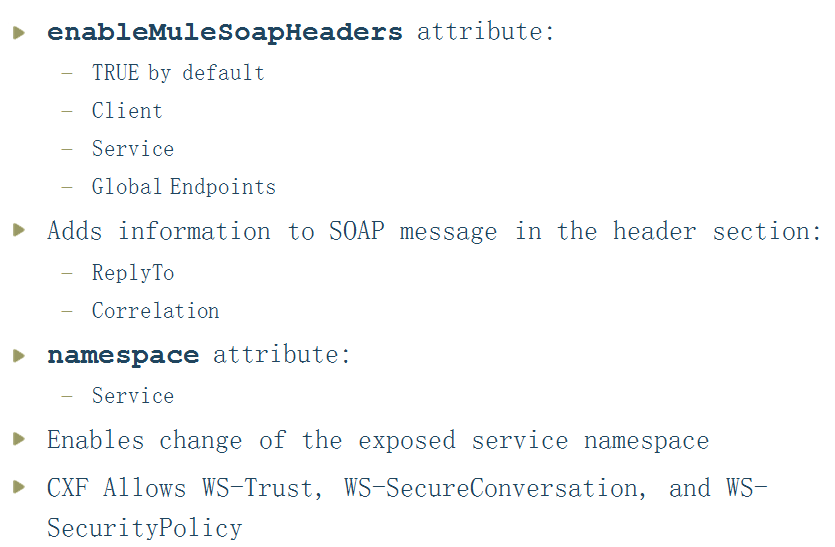 enableMuleSoapHeaders attribute:
– TRUE by default
– Client
– Service
– Global Endpoints
Adds information to SOAP message in the header section:
– ReplyTo
– Correlation
namespace attribute:
– Service
Enables change of the exposed service namespace
CXF Allows WS-Trust, WS-SecureConversation, and WS-
SecurityPolicy